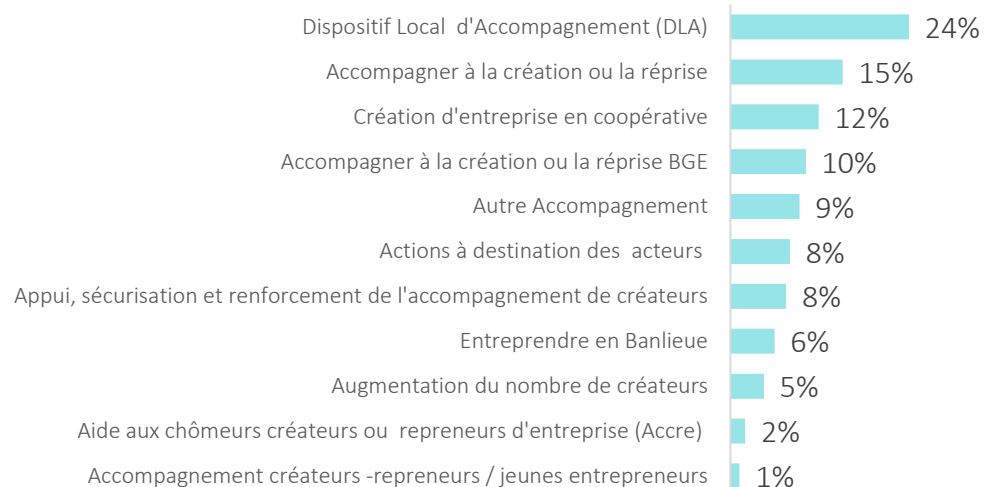 Dispositif Local  d'Accompagnement (DLA) 24%
Accompagner à la création ou la réprise 15%
Création d'entreprise en coopérative 12%
Accompagner à la création ou la réprise BGE 10%
Autre Accompagnement 9%
Actions à destination des  acteurs 8%
Appui, sécurisation et renforcement de l'accompagnement de créateurs 8%
Entreprendre en Banlieue 6%
Augmentation du nombre de créateurs 5%
Aide aux chômeurs créateurs ou  repreneurs d'entreprise (Accre) 2%
Accompagnement créateurs -repreneurs / jeunes entrepreneurs 1%